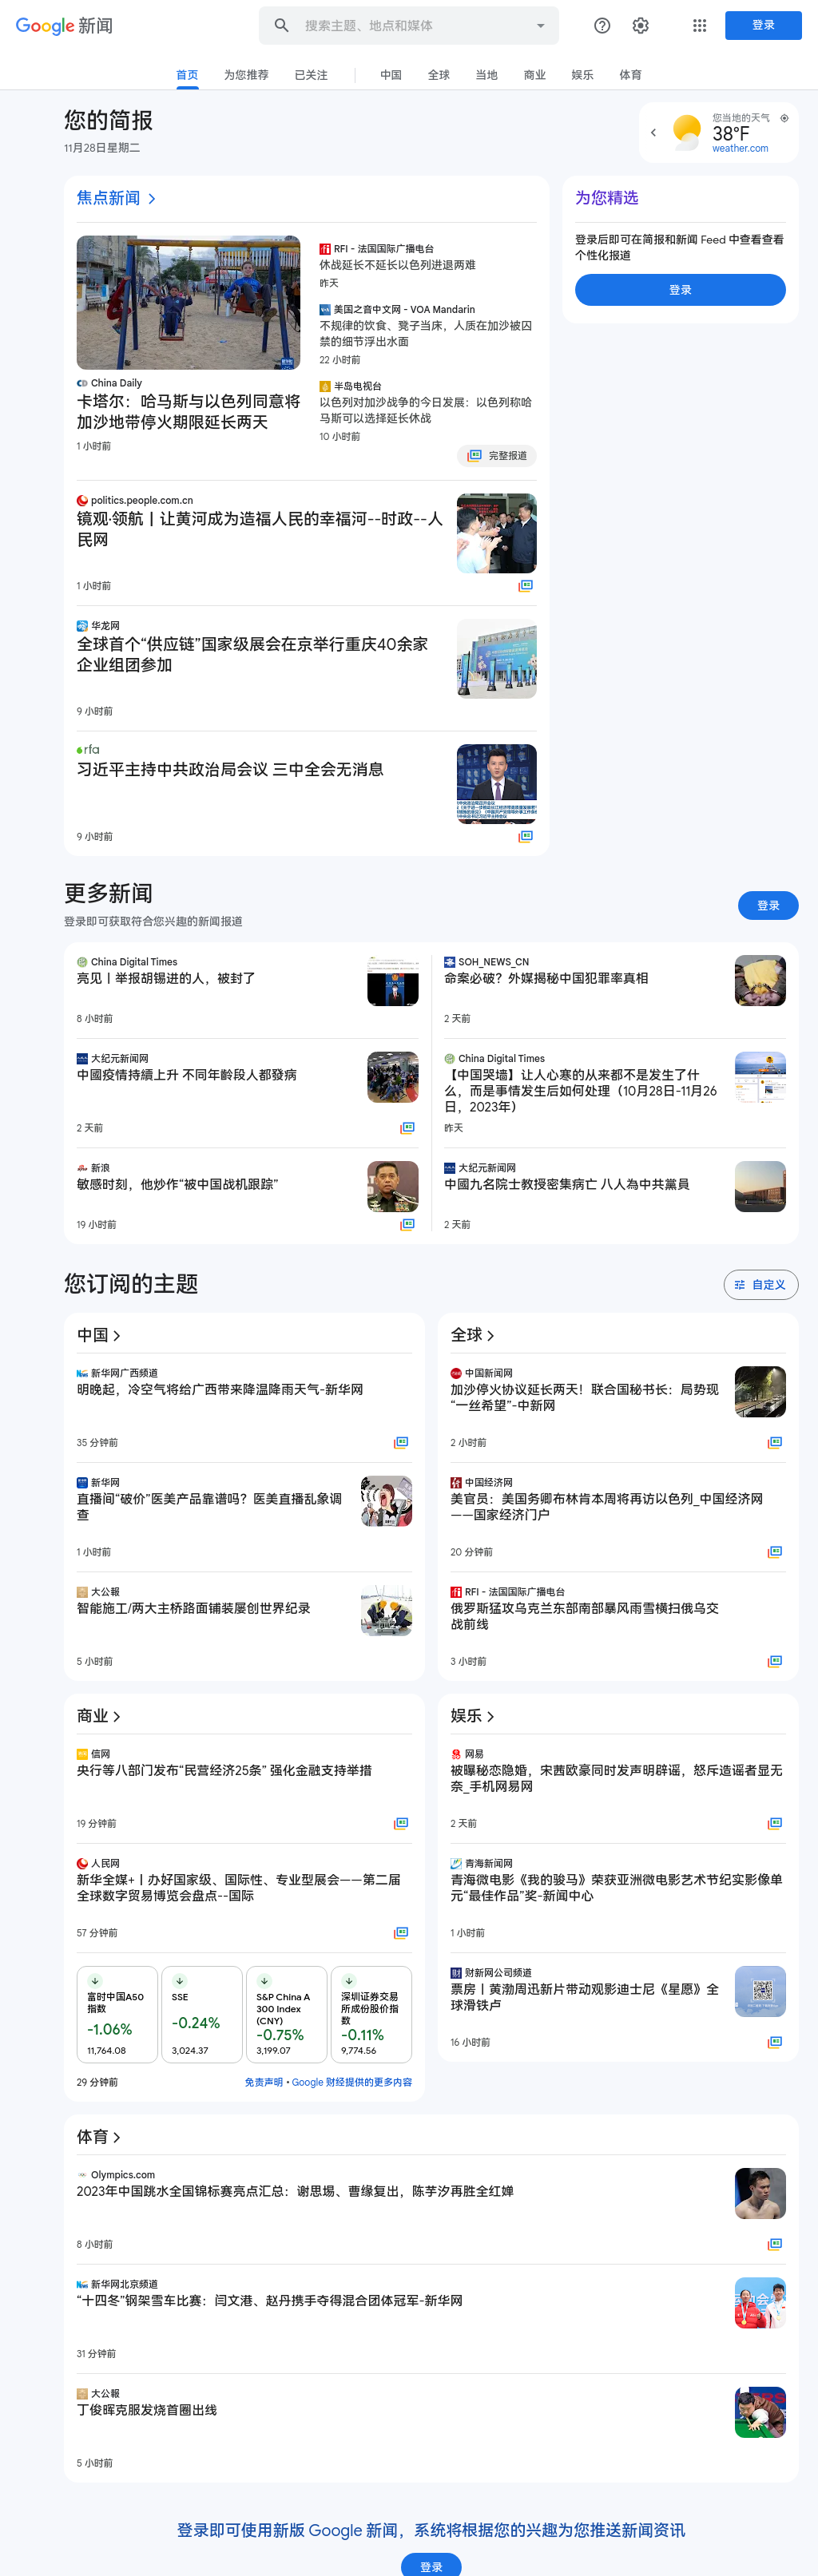 Google 新闻
搜索主题、地点和媒体
登录
首页
为您推荐
已关注
中国
全球
当地
商业
娱乐
体育
您的简报
11月28日星期二
您当地的天气
38°F
weather.com
焦点新闻
China Daily
卡塔尔：哈马斯与以色列同意将
加沙地带停火期限延长两天
1 小时前
RFI - 法国国际广播电台
休战延长不延长以色列进退两难
昨天
美国之音中文网 - VOA Mandarin
不规律的饮食、凳子当床，人质在加沙被囚
禁的细节浮出水面
22 小时前
半岛电视台
以色列对加沙战争的今日发展：以色列称哈
马斯可以选择延长休战
10 小时前
完整报道
politics.people.com.cn
镜观·领航丨让黄河成为造福人民的幸福河--时政--人
民网
1 小时前
华龙网
全球首个“供应链”国家级展会在京举行重庆40余家
企业组团参加
9 小时前
rfa
习近平主持中共政治局会议 三中全会无消息
9 小时前
为您精选
登录后即可在简报和新闻 Feed 中查看查看
个性化报道
登录
更多新闻
登录即可获取符合您兴趣的新闻报道
登录
China Digital Times
亮见丨举报胡锡进的人，被封了
8 小时前
大纪元新闻网
中國疫情持續上升 不同年齡段人都發病
2 天前
新浪
敏感时刻，他炒作“被中国战机跟踪”
19 小时前
SOH_NEWS_CN
命案必破？外媒揭秘中国犯罪率真相
2 天前
China Digital Times
【中国哭墙】让人心寒的从来都不是发生了什
么，而是事情发生后如何处理（10月28日-11月26
日，2023年）
昨天
大纪元新闻网
中國九名院士教授密集病亡 八人為中共黨員
2 天前
您订阅的主题
自定义
中国
新华网广西频道
明晚起，冷空气将给广西带来降温降雨天气-新华网
35 分钟前
新华网
直播间“破价”医美产品靠谱吗？医美直播乱象调
查
1 小时前
大公報
智能施工/两大主桥路面铺装屡创世界纪录
5 小时前
全球
中国新闻网
加沙停火协议延长两天！联合国秘书长：局势现
“一丝希望”-中新网
2 小时前
中国经济网
美官员：美国务卿布林肯本周将再访以色列_中国经济网
——国家经济门户
20 分钟前
RFI - 法国国际广播电台
俄罗斯猛攻乌克兰东部南部暴风雨雪横扫俄乌交
战前线
3 小时前
商业
信网
央行等八部门发布“民营经济25条” 强化金融支持举措
19 分钟前
人民网
新华全媒+丨办好国家级、国际性、专业型展会——第二届
全球数字贸易博览会盘点--国际
57 分钟前
富时中国A50
指数
-1.06%
11,764.08
SSE
-0.24%
3,024.37
S&P China A
300 Index
(CNY)
-0.75%
3,199.07
深圳证券交易
所成份股价指
数
-0.11%
9,774.56
29 分钟前
免责声明 • Google 财经提供的更多内容
娱乐
网易
被曝秘恋隐婚，宋茜欧豪同时发声明辟谣，怒斥造谣者显无
奈_手机网易网
2 天前
青海新闻网
青海微电影《我的骏马》荣获亚洲微电影艺术节纪实影像单
元“最佳作品”奖-新闻中心
1 小时前
财新网公司频道
票房丨黄渤周迅新片带动观影迪士尼《星愿》全
球滑铁卢
16 小时前
体育
Olympics.com
2023年中国跳水全国锦标赛亮点汇总：谢思埸、曹缘复出，陈芋汐再胜全红婵
8 小时前
新华网北京频道
“十四冬”钢架雪车比赛：闫文港、赵丹携手夺得混合团体冠军-新华网
31 分钟前
大公報
丁俊晖克服发烧首圈出线
5 小时前
登录即可使用新版 Google 新闻，系统将根据您的兴趣为您推送新闻资讯
登录